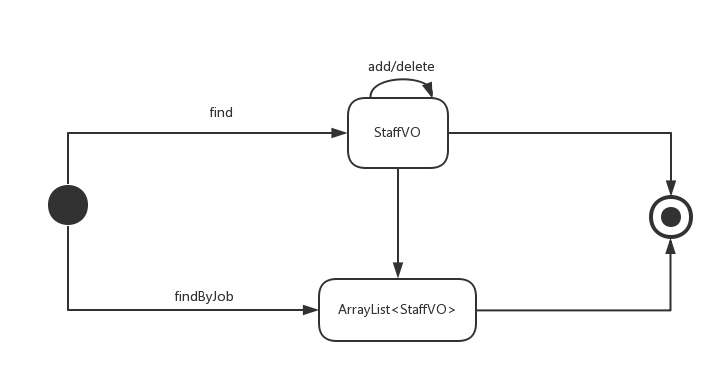 add/delete
find
StaffVO
findByJob
ArrayList<StaffVO>